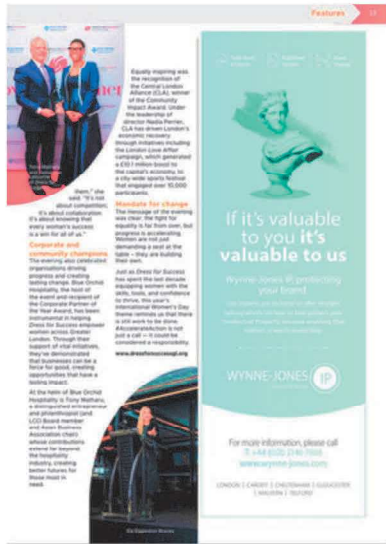 Features
them," she
said. "It's not
about competition;
it's about collaboration.
It's about knowing that
every woman's success
is a win for all of us."
Corporate and
community champions
The evening also celebrated
organisations driving
progress and creating
lasting change. Blue Orchid
Hospitality, the host of
the event and recipient of
the Corporate Partner of
the Year Award, has been
instrumental in helping
Dress for Success empower
women across Greater
London. Through their
support of vital initiatives,
they've demonstrated
that businesses can be a
force for good, creating
opportunities that have a
lasting impact.
At the helm of Blue Orchid
Hospitality is Tony Matharu,
a distinguished entrepreneur
and philanthropist (and
LCCI Board member
and Asian Business
Association chair)
whose contributions
extend far beyond
the hospitality
industry, creating
better futures for
those most in
need.
Equally inspiring was
the recognition of
the Central London
Alliance (CLA), winner
of the Community
Impact Award. Under
the leadership of
director Nadia Perrier,
CLA has driven London's
economic recovery
through initiatives including
the London Love Affair
campaign, which generated
a £10.1 million boost to
the capital's economy, to
a city-wide sports festival
that engaged over 10,000
participants.
Mandate for change
The message of the evening
was clear: the fight for
equality is far from over, but
progress is accelerating.
Women are not just
demanding a seat at the
table – they are building
their own.
Just as Dress for Success
has spent the last decade
equipping women with the
skills, tools, and confidence
to thrive, this year's
International Women's Day
theme reminds us that there
is still work to be done.
#AccelerateAction is not
just a call – it could be
considered a responsibility.
www.dressforsuccessgl.org
If it's valuable
to you it's
valuable to us
Wynne-Jones IP protecting
your brand
WYNNE-JONES IP
For more information, please call
www.wynne-jones.com
LONDON | CARDIFF | CHELTENHAM | GLOUCESTER
| MALVERN | TELFORD